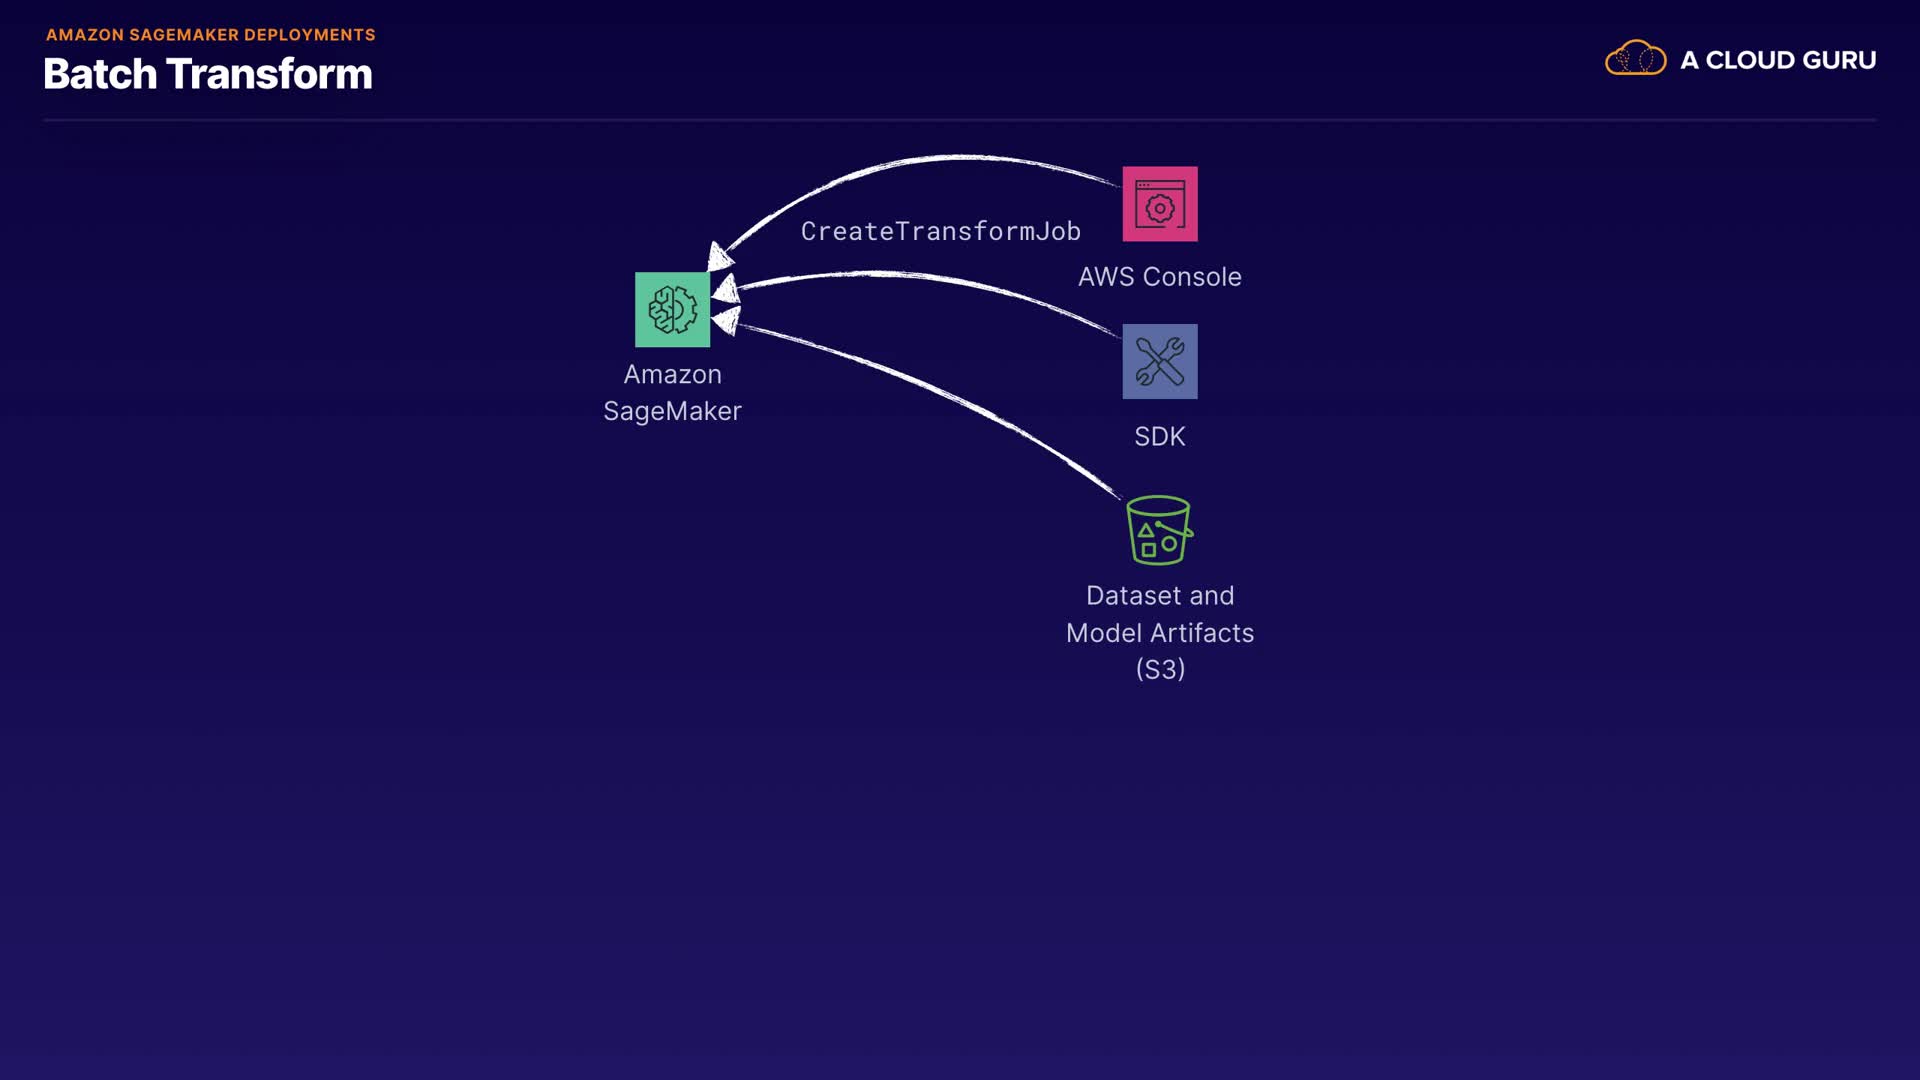 AMAZON SAGEMAKER DEPLOYMENTS
Batch Transform
A CLOUD GURU
CreateTransformJob
AWS Console
Amazon
SageMaker
SDK
Dataset and
Model Artifacts
(S3)